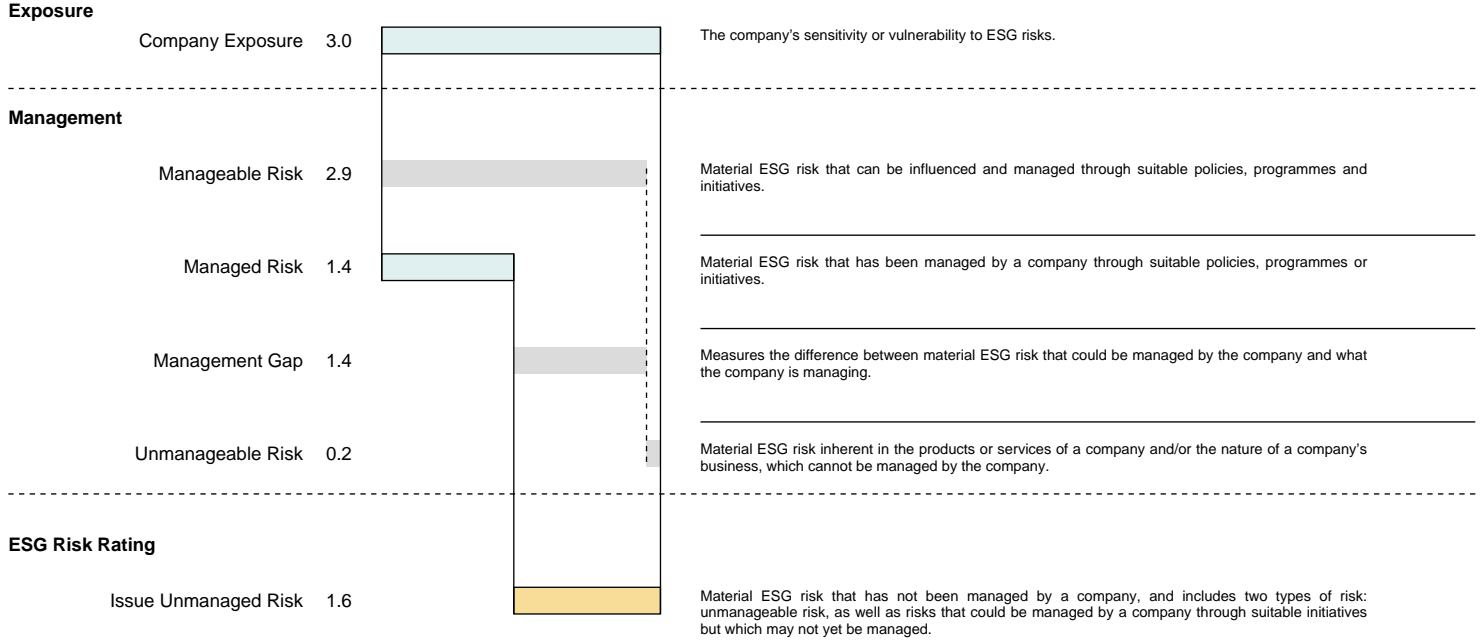 Exposure
Company Exposure 3.0
The company's sensitivity or vulnerability to ESG risks.
Management
Manageable Risk 2.9
Material ESG risk that can be influenced and managed through suitable policies, programmes and
initiatives.
Managed Risk 1.4
Material ESG risk that has been managed by a company through suitable policies, programmes or
initiatives.
Management Gap 1.4
Measures the difference between material ESG risk that could be managed by the company and what
the company is managing.
Unmanageable Risk 0.2
Material ESG risk inherent in the products or services of a company and/or the nature of a company's
business, which cannot be managed by the company.
ESG Risk Rating
Issue Unmanaged Risk 1.6
Material ESG risk that has not been managed by a company, and includes two types of risk:
unmanageable risk, as well as risks that could be managed by a company through suitable initiatives
but which may not yet be managed.